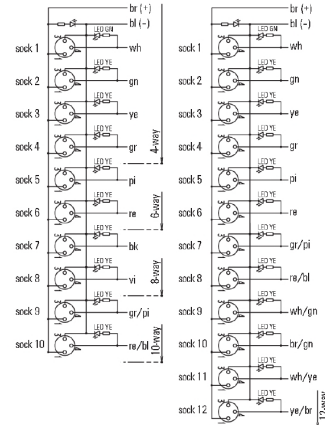 br (+)
bl (−)
LED GN
sock 1 wh
LED YE
sock 2 gn
LED YE
sock 3 ye
LED YE
sock 4 gr
4-way
LED YE
sock 5 pi
LED YE
sock 6 re
6-way
LED YE
sock 7 bk
LED YE
sock 8 vi
8-way
LED YE
sock 9 gr/pi
LED YE
sock 10 re/bl
10-way
br (+)
bl (−)
LED GN
sock 1 wh
LED YE
sock 2 gn
LED YE
sock 3 ye
LED YE
sock 4 gr
LED YE
sock 5 pi
LED YE
sock 6 re
LED YE
sock 7 gr/pi
LED YE
sock 8 re/bl
LED YE
sock 9 wh/gn
LED YE
sock 10 br/gn
LED YE
sock 11 wh/ye
LED YE
sock 12 ye/br
12-way